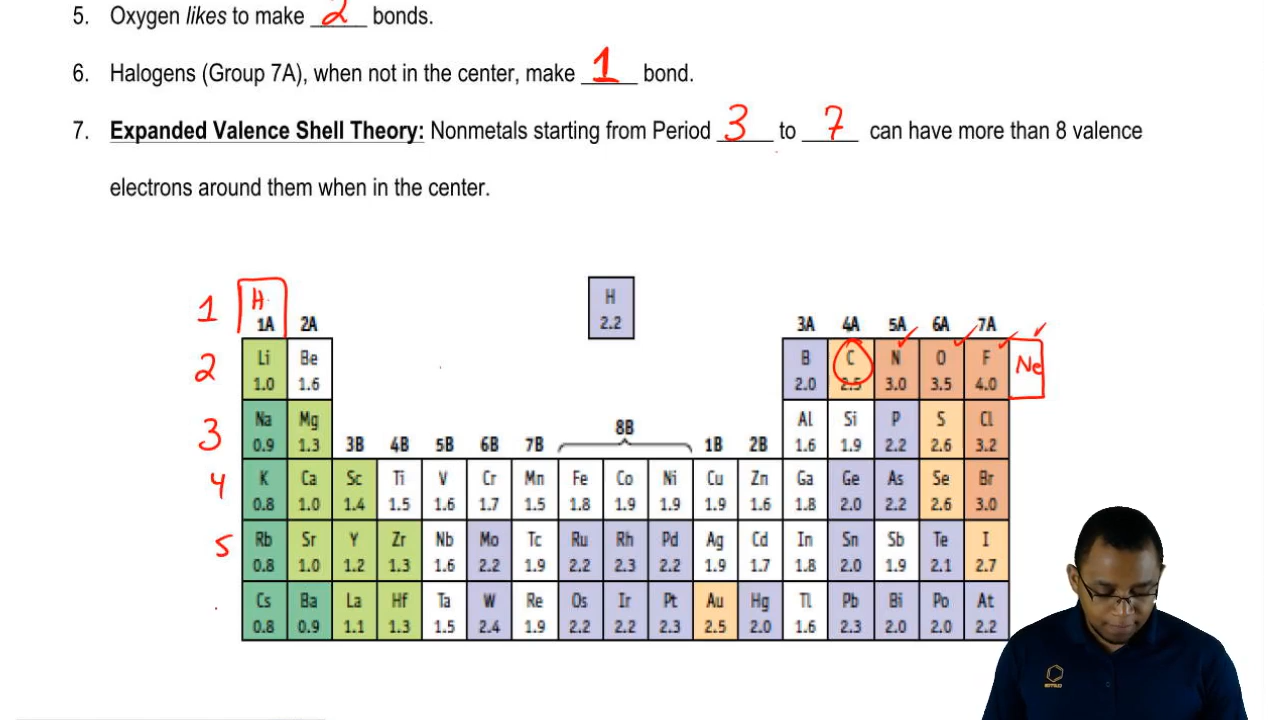 5. Oxygen likes to make 2 bonds.
6. Halogens (Group 7A), when not in the center, make 1 bond.
7. Expanded Valence Shell Theory: Nonmetals starting from Period 3 to 7 can have more than 8 valence
electrons around them when in the center.
1 H H
1A 2A 2.2 3A 4A 5A 6A 7A
2 Li Be B C N O F Ne
1.0 1.6 2.0 2.5 3.0 3.5 4.0
3 Na Mg Al Si P S Cl
0.9 1.3 3B 4B 5B 6B 7B 8B 1B 2B 1.6 1.9 2.2 2.6 3.2
4 K Ca Sc Ti V Cr Mn Fe Co Ni Cu Zn Ga Ge As Se Br
0.8 1.0 1.4 1.5 1.6 1.7 1.5 1.8 1.9 1.9 1.9 1.6 1.8 2.0 2.2 2.6 3.0
5 Rb Sr Y Zr Nb Mo Tc Ru Rh Pd Ag Cd In Sn Sb Te I
0.8 1.0 1.2 1.3 1.6 2.2 1.9 2.2 2.3 2.2 1.9 1.7 1.8 2.0 1.9 2.1 2.7
Cs Ba La Hf Ta W Re Os Ir Pt Au Hg Tl Pb Bi Po At
0.8 0.9 1.1 1.3 1.5 2.4 1.9 2.2 2.2 2.3 2.5 2.0 1.6 2.3 2.0 2.0 2.2